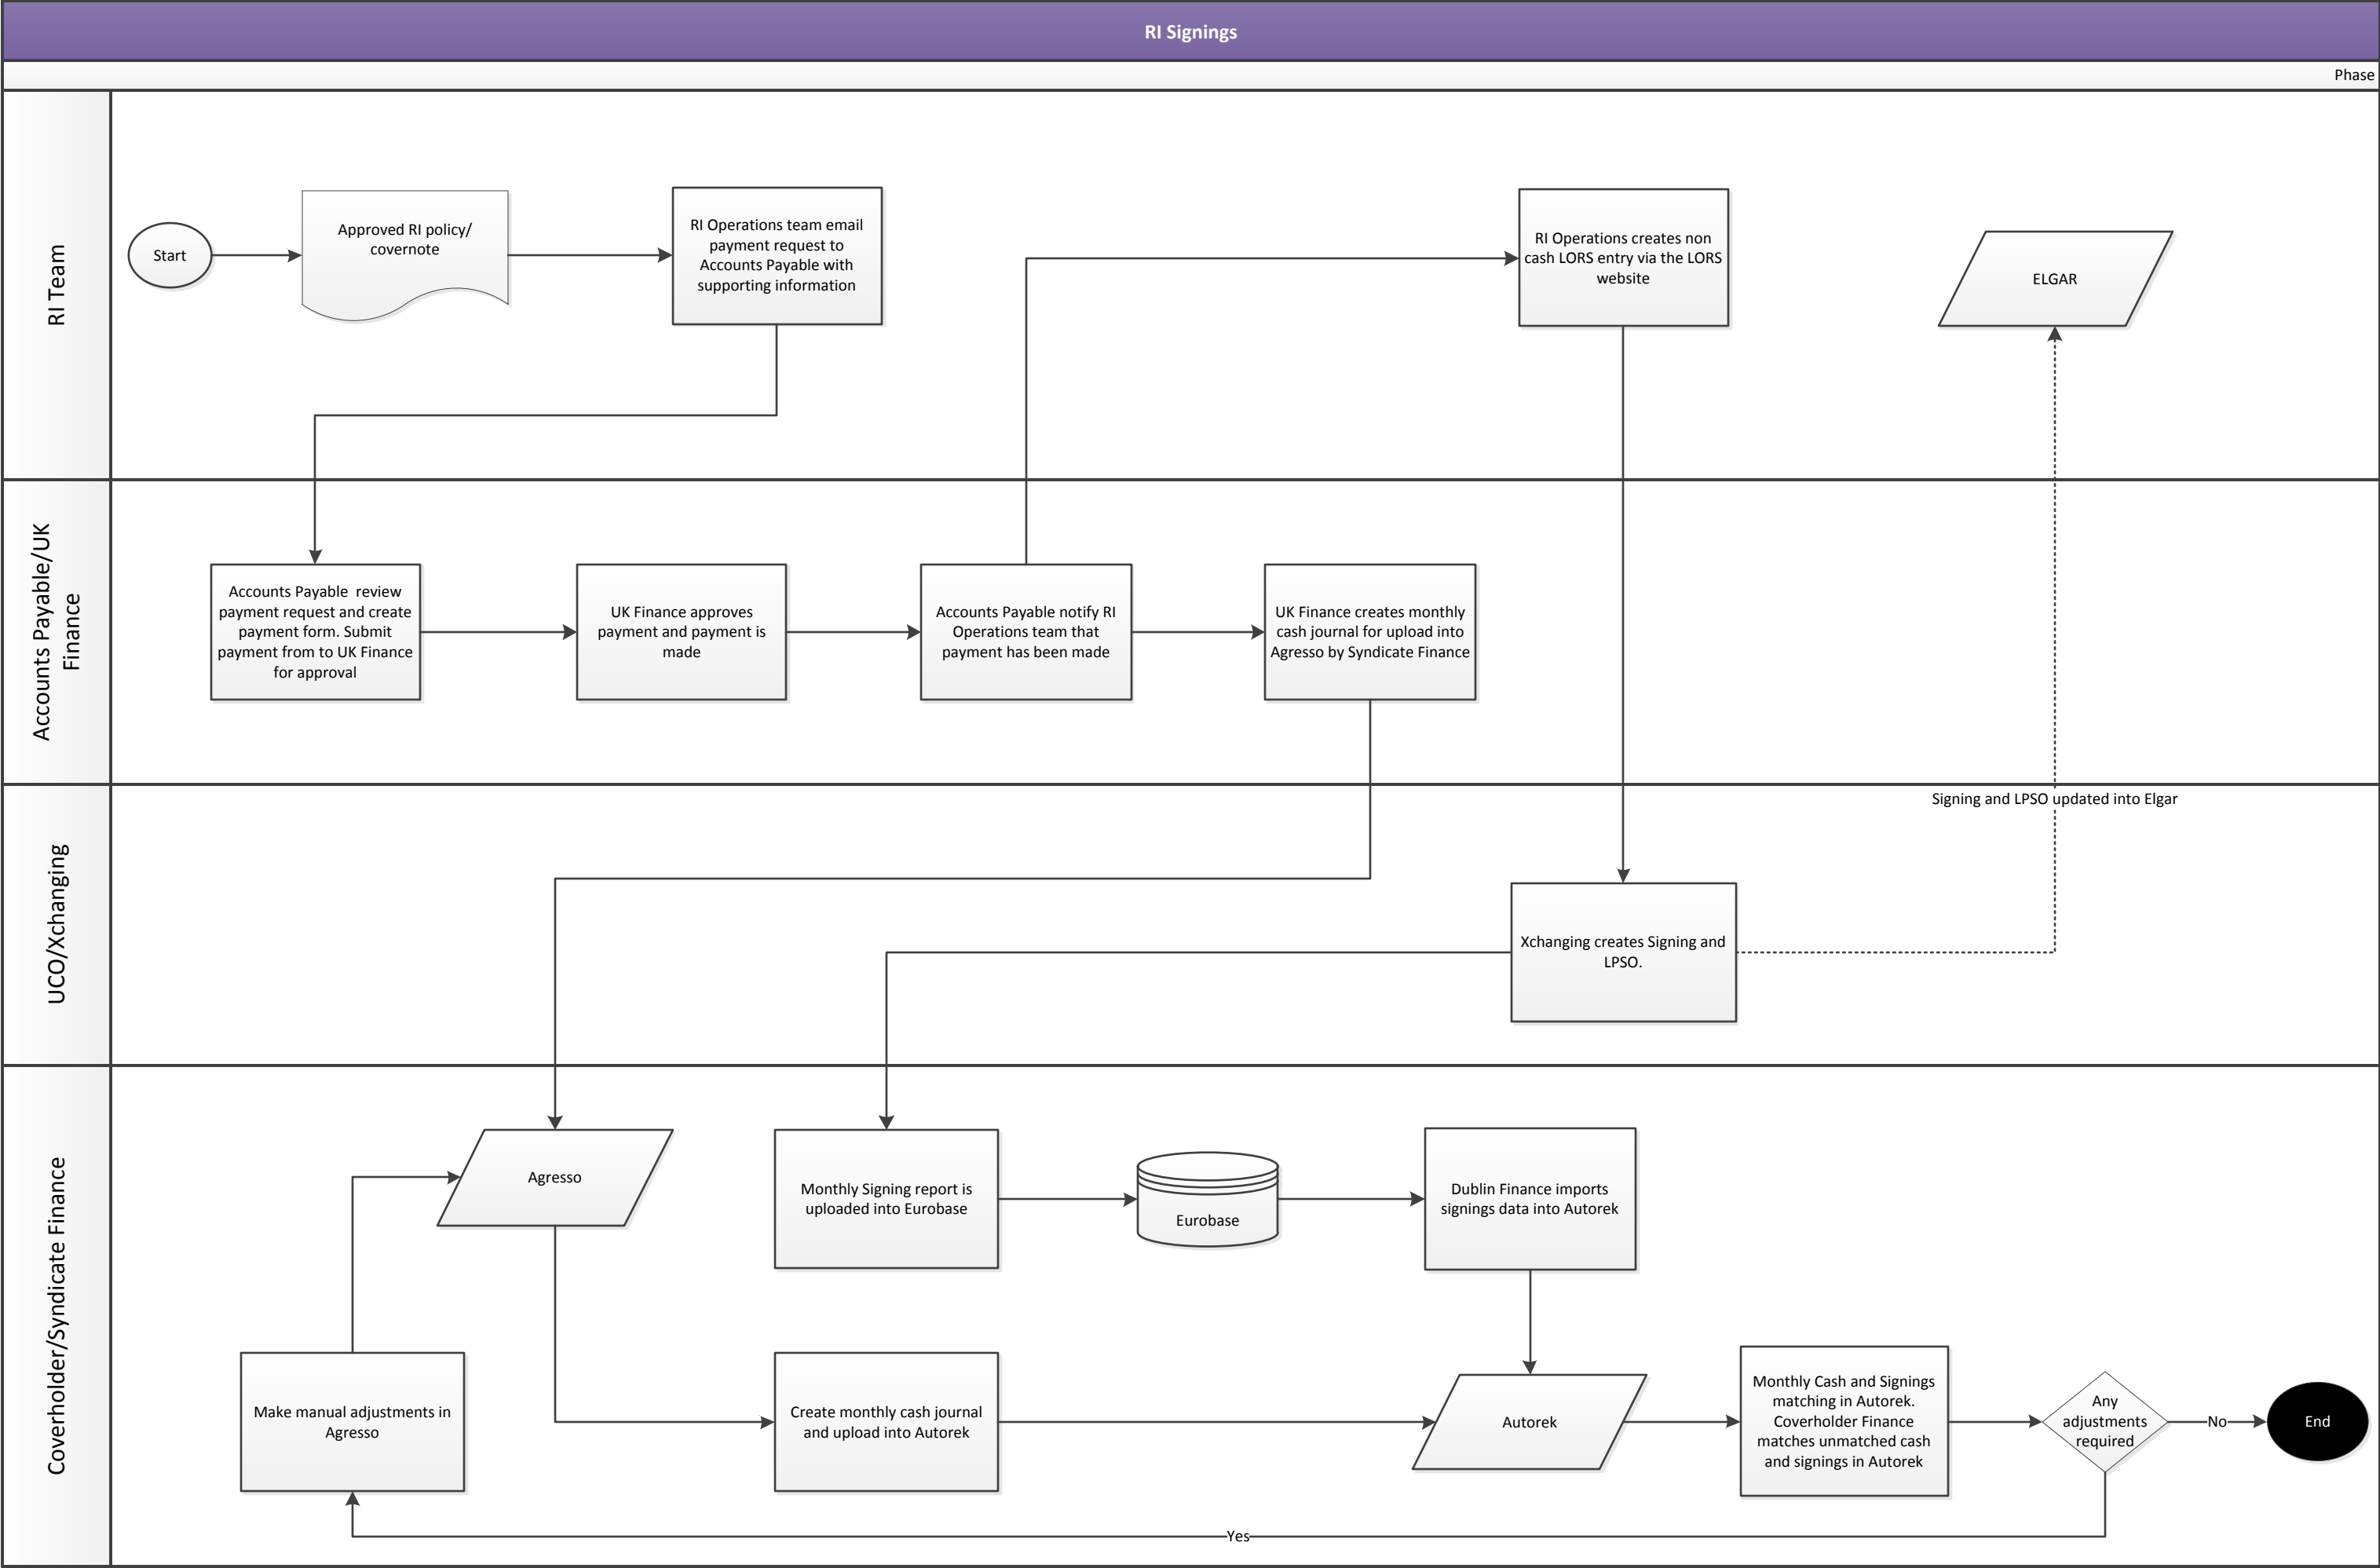 RI Signings
Phase
RI Team
Start
Approved RI policy/
covernote
RI Operations team email
payment request to
Accounts Payable with
supporting information
RI Operations creates non
cash LORS entry via the LORS
website
ELGAR
Accounts Payable/UK
Finance
Accounts Payable  review
payment request and create
payment form. Submit
payment from to UK Finance
for approval
UK Finance approves
payment and payment is
made
Accounts Payable notify RI
Operations team that
payment has been made
UK Finance creates monthly
cash journal for upload into
Agresso by Syndicate Finance
UCO/Xchanging
Signing and LPSO updated into Elgar
Xchanging creates Signing and
LPSO.
Coverholder/Syndicate Finance
Agresso
Monthly Signing report is
uploaded into Eurobase
Eurobase
Dublin Finance imports
signings data into Autorek
Make manual adjustments in
Agresso
Create monthly cash journal
and upload into Autorek
Autorek
Monthly Cash and Signings
matching in Autorek.
Coverholder Finance
matches unmatched cash
and signings in Autorek
Any
adjustments
required
No
End
Yes